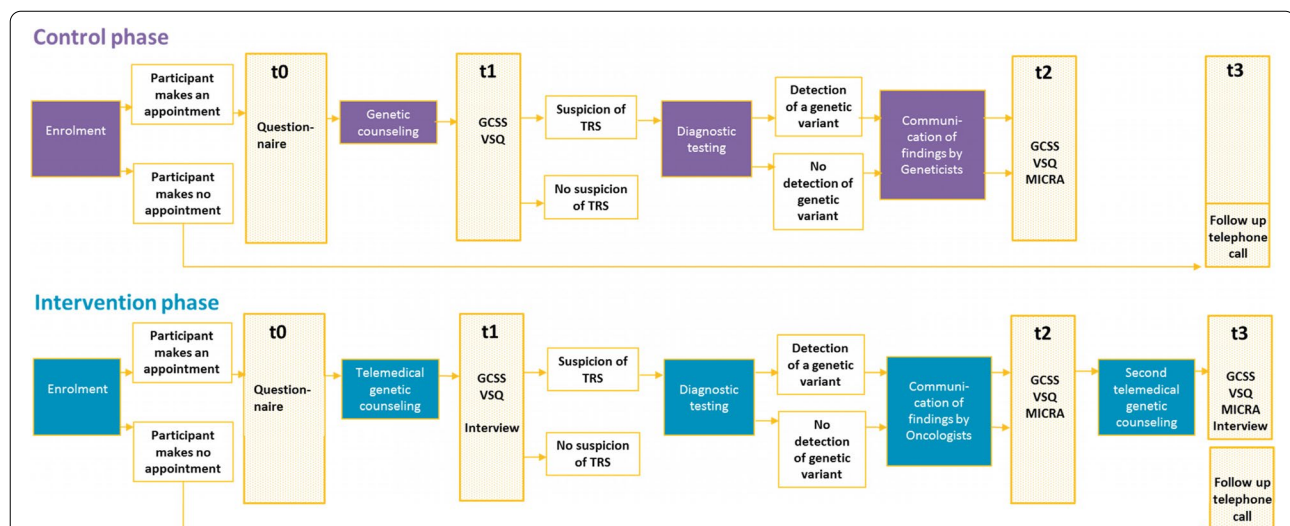 Control phase
Enrolment
Participant
makes an
appointment
Participant
makes no
appointment
t0
Question-
naire
Genetic
counseling
t1
GCSS
VSQ
Suspicion of
TRS
No suspicion
of TRS
Diagnostic
testing
Detection
of a genetic
variant
No
detection of
genetic
variant
Communi-
cation of
findings by
Geneticists
t2
GCSS
VSQ
MICRA
t3
Follow up
telephone
call
Intervention phase
Enrolment
Participant
makes an
appointment
Participant
makes no
appointment
t0
Question-
naire
Telemedical
genetic
counseling
t1
GCSS
VSQ
Interview
Suspicion of
TRS
No suspicion
of TRS
Diagnostic
testing
Detection
of a genetic
variant
No
detection
of genetic
variant
Communi-
cation of
findings by
Oncologists
t2
GCSS
VSQ
MICRA
Second
telemedical
genetic
counseling
t3
GCSS
VSQ
MICRA
Interview
Follow up
telephone
call